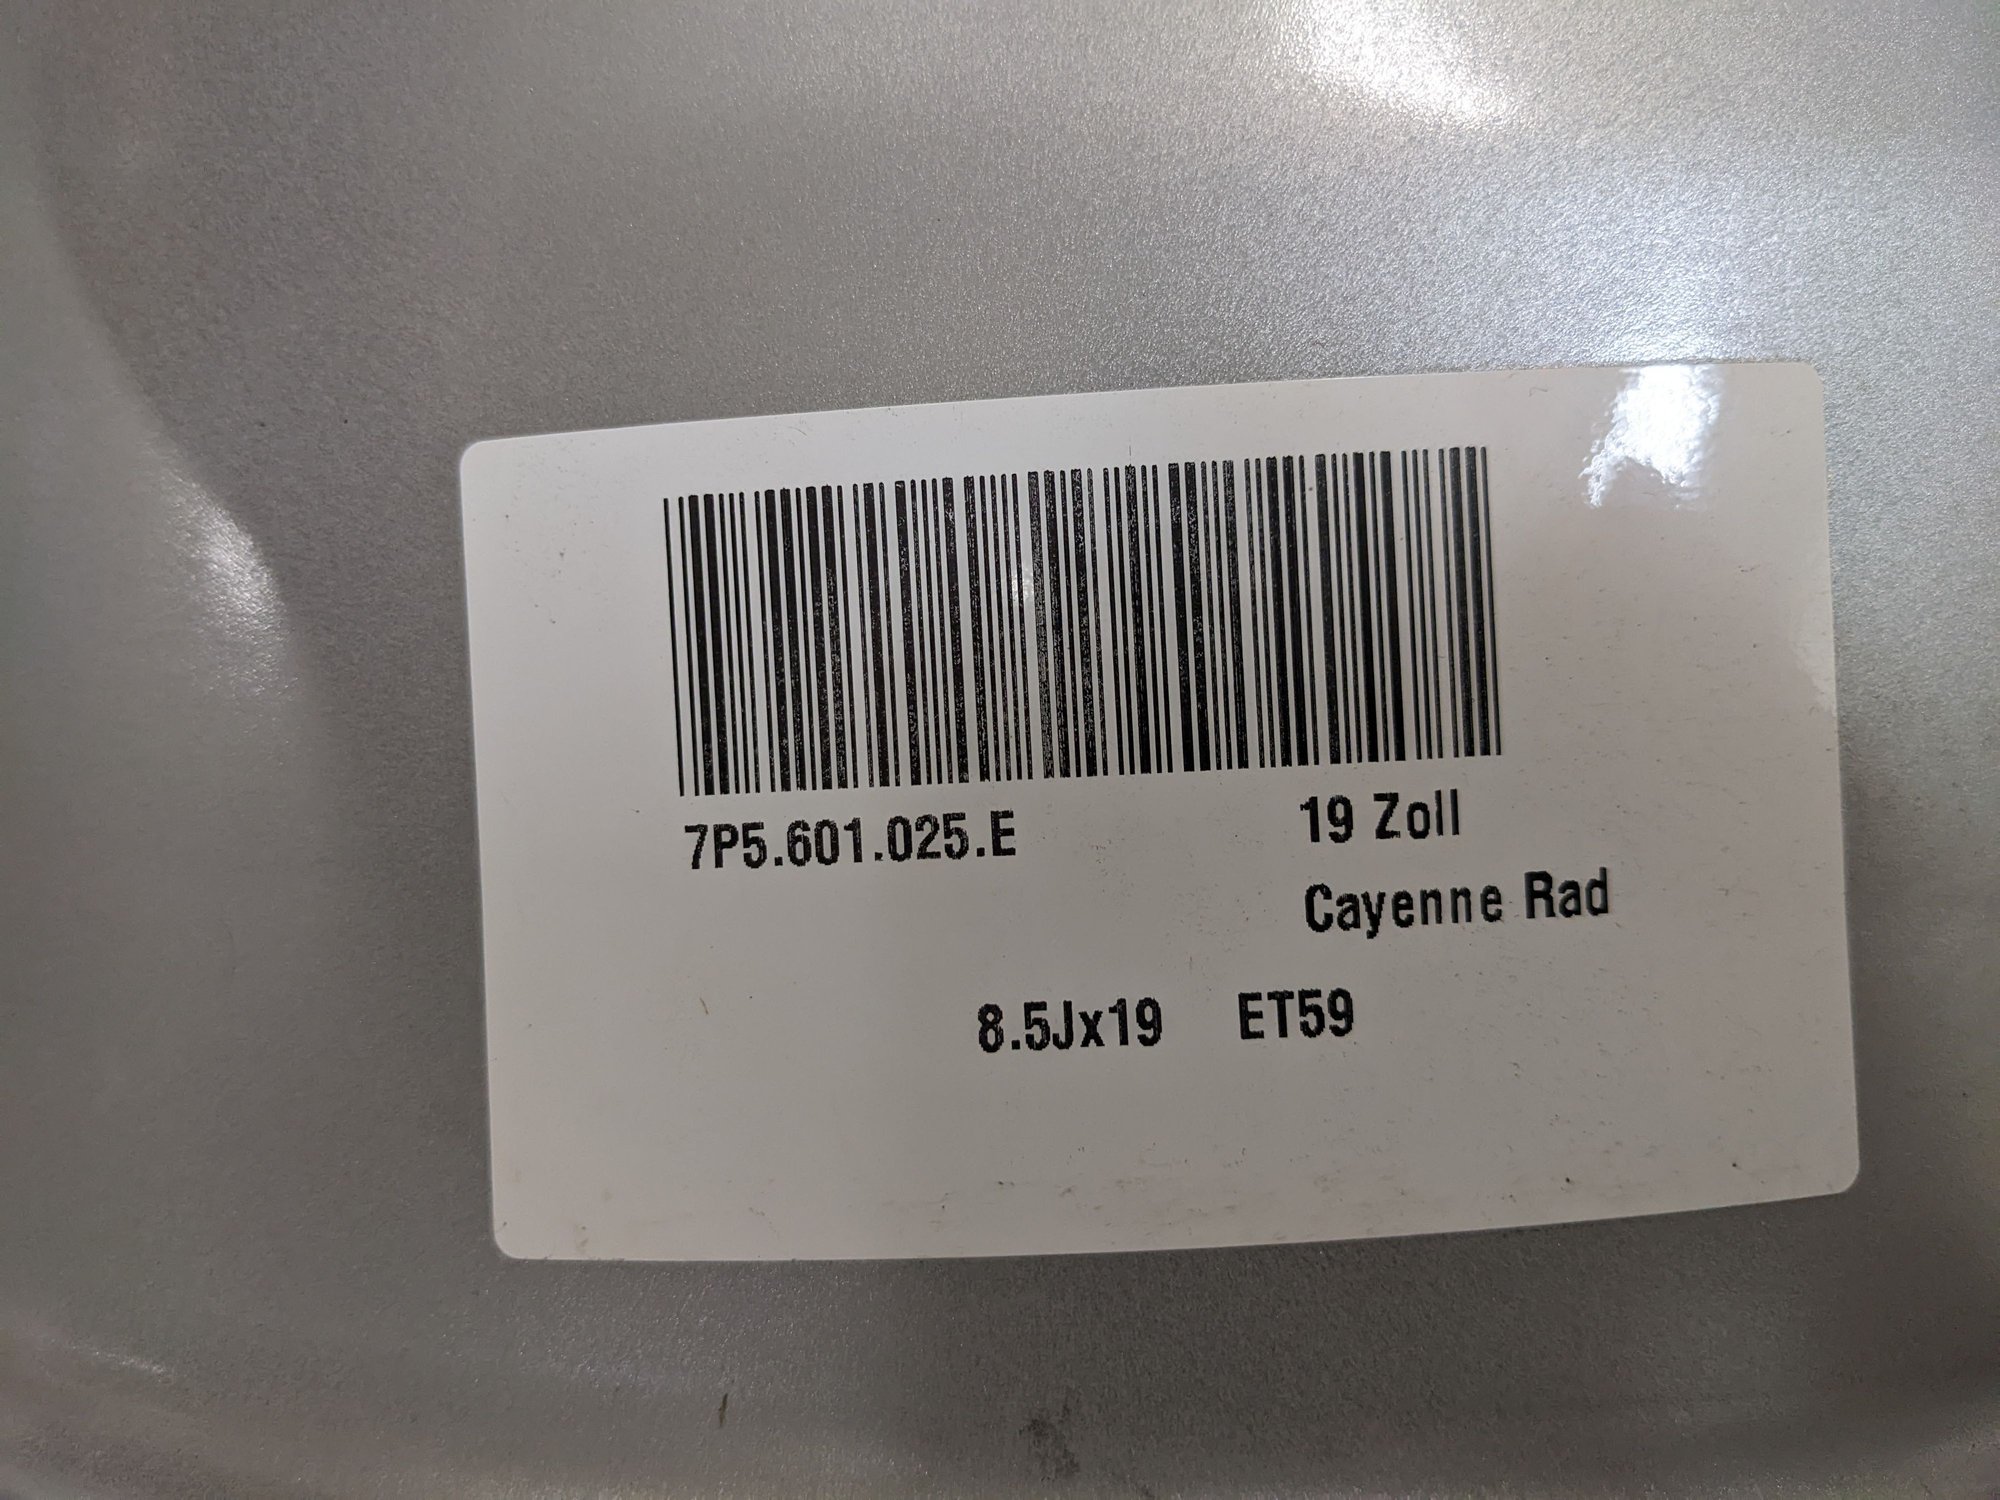 7P5.601.025.E
19 Zoll
Cayenne Rad
8.5Jx19 ET59